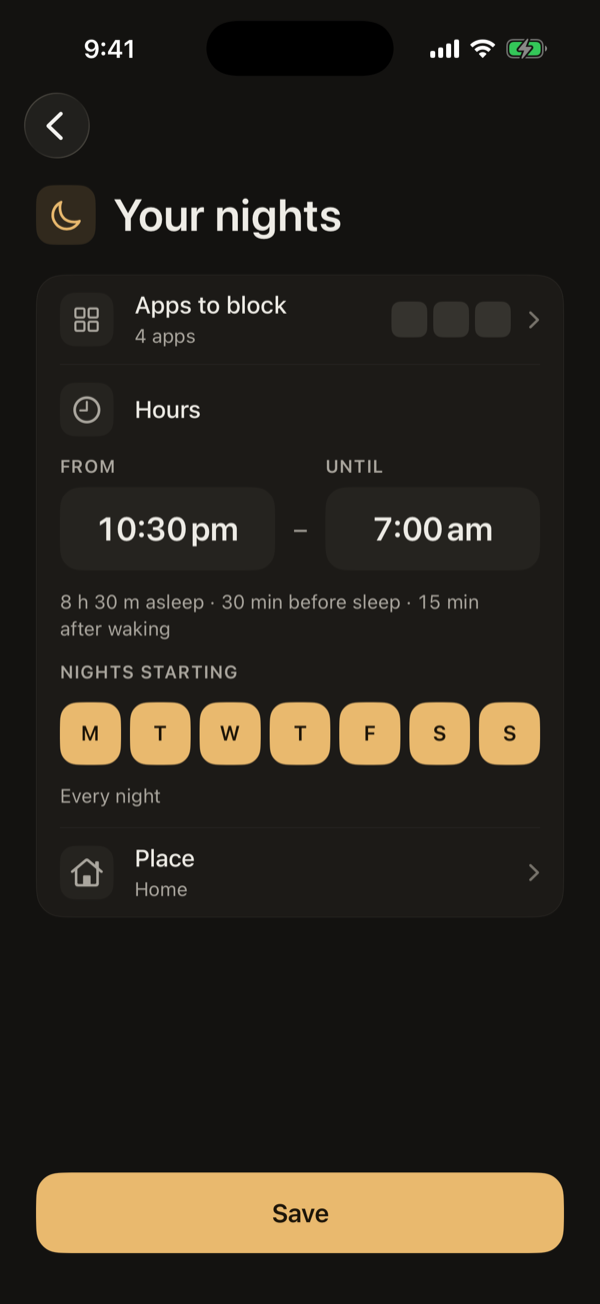 9:41
Your nights
Apps to block
4 apps
Hours
FROM
UNTIL
10:30 pm
–
7:00 am
8 h 30 m asleep · 30 min before sleep · 15 min
after waking
NIGHTS STARTING
M T W T F S S
Every night
Place
Home
Save